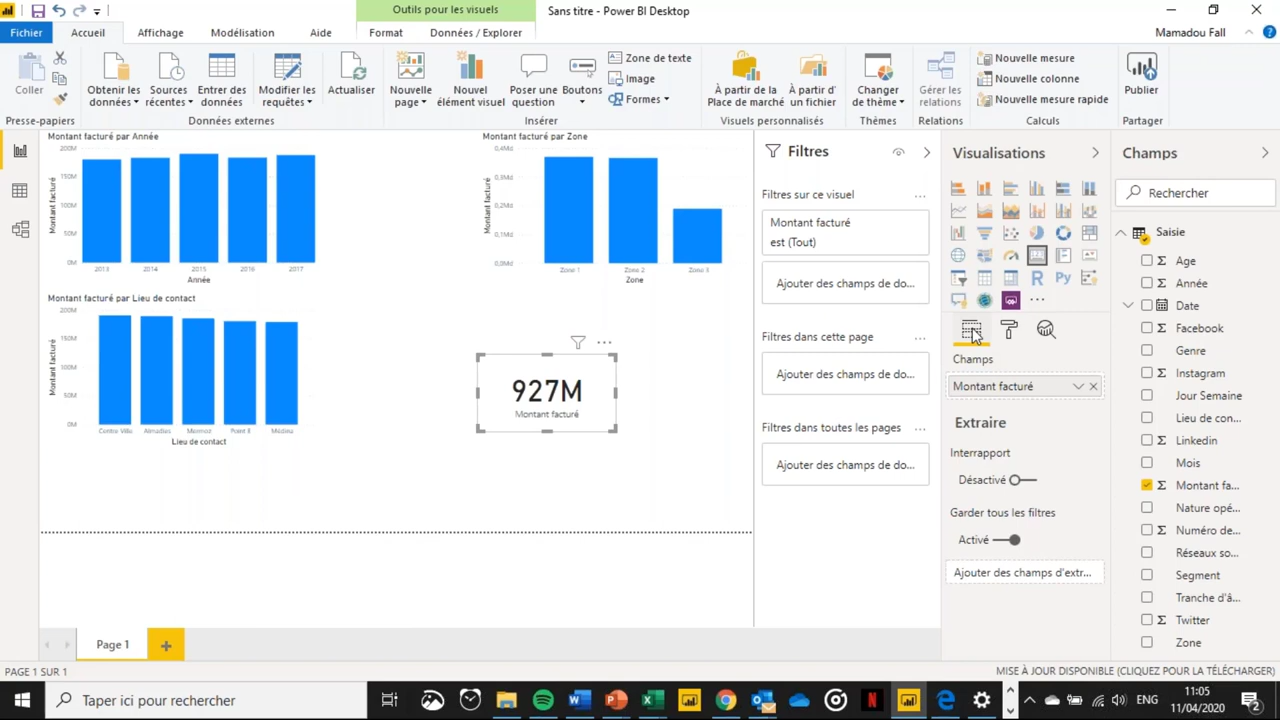 Outils pour les visuels
Sans titre - Power BI Desktop
Fichier
Accueil
Affichage
Modélisation
Aide
Format
Données / Explorer
Mamadou Fall
Coller
Presse-papiers
Obtenir les données
Sources récentes
Entrer des données
Modifier les requêtes
Actualiser
Données externes
Nouvelle page
Nouvel élément visuel
Poser une question
Boutons
Zone de texte
Image
Formes
Insérer
À partir de la Place de marché
À partir d' un fichier
Visuels personnalisés
Changer de thème
Thèmes
Gérer les relations
Relations
Nouvelle mesure
Nouvelle colonne
Nouvelle mesure rapide
Calculs
Publier
Partager
Montant facturé par Année
200M
150M
100M
50M
0M
Montant facturé
2013 2014 2015 2016 2017
Année
Montant facturé par Zone
0,4Md
0,3Md
0,2Md
0,1Md
0,0Md
Montant facturé
Zone 1 Zone 2 Zone 3
Zone
Montant facturé par Lieu de contact
200M
150M
100M
50M
0M
Montant facturé
Centre Ville Almadies Mermoz Point E Médina
Lieu de contact
927M
Montant facturé
Filtres
Filtres sur ce visuel
Montant facturé
est (Tout)
Ajouter des champs de do...
Filtres dans cette page
Ajouter des champs de do...
Filtres dans toutes les pages
Ajouter des champs de do...
Visualisations
R
Py
Champs
Montant facturé
Extraire
Interrapport
Désactivé
Garder tous les filtres
Activé
Ajouter des champs d'extr...
Champs
Rechercher
Saisie
Age
Année
Date
Facebook
Genre
Instagram
Jour Semaine
Lieu de con...
Linkedin
Mois
Montant fa...
Nature opé...
Numéro de...
Réseaux so...
Segment
Tranche d'â...
Twitter
Zone
Page 1
PAGE 1 SUR 1
MISE À JOUR DISPONIBLE (CLIQUEZ POUR LA TÉLÉCHARGER)
Taper ici pour rechercher
ENG
11:05
11/04/2020
2